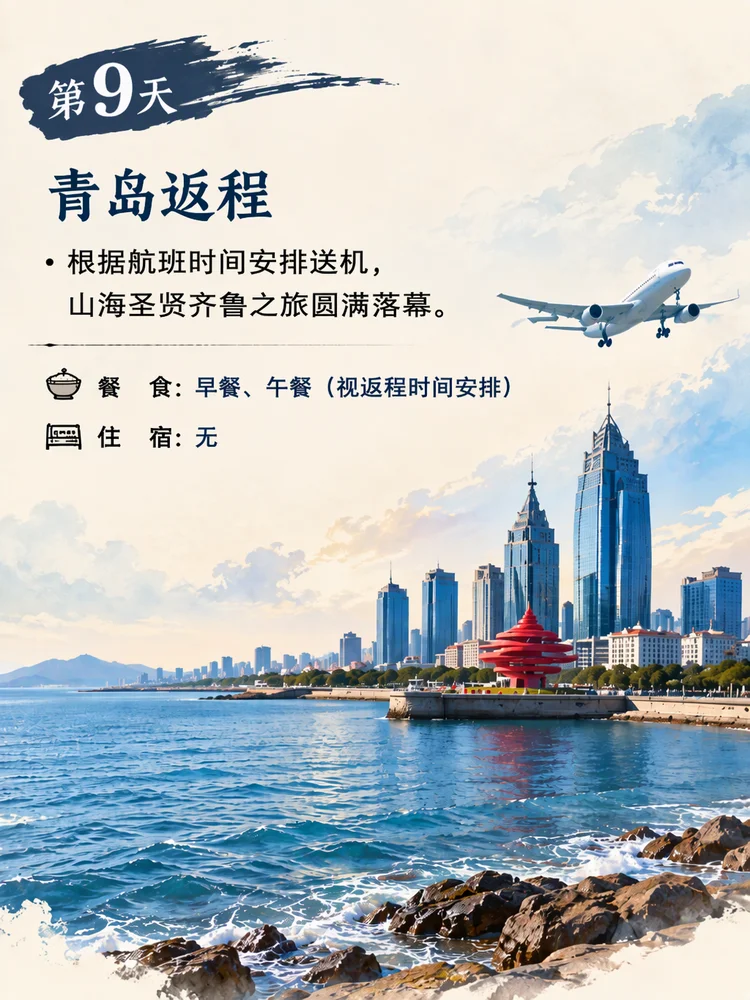 第9天
青岛返程
• 根据航班时间安排送机，
山海圣贤齐鲁之旅圆满落幕。
餐 食：早餐、午餐（视返程时间安排）
住 宿：无